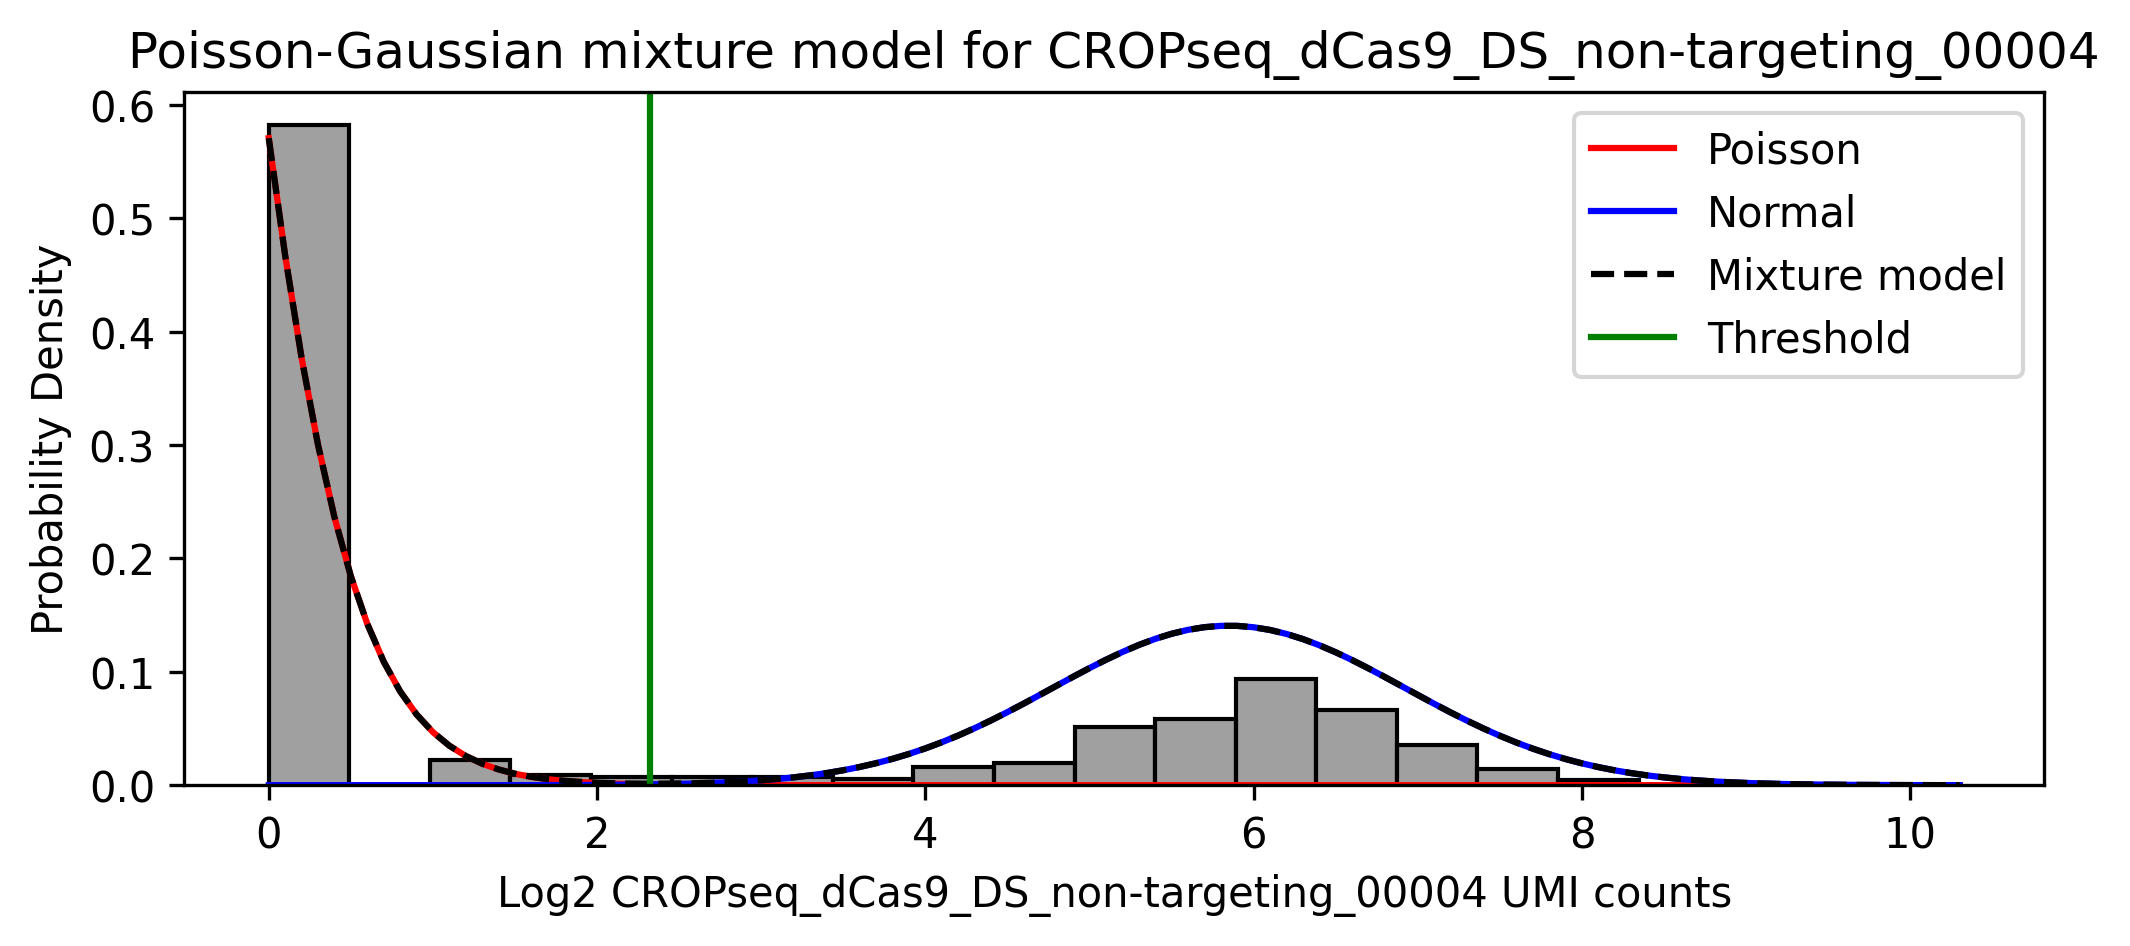 Poisson-Gaussian mixture model for CROPseq_dCas9_DS_non-targeting_00004
Probability Density
0.6
0.5
0.4
0.3
0.2
0.1
0.0
Poisson
Normal
Mixture model
Threshold
0 2 4 6 8 10
Log2 CROPseq_dCas9_DS_non-targeting_00004 UMI counts